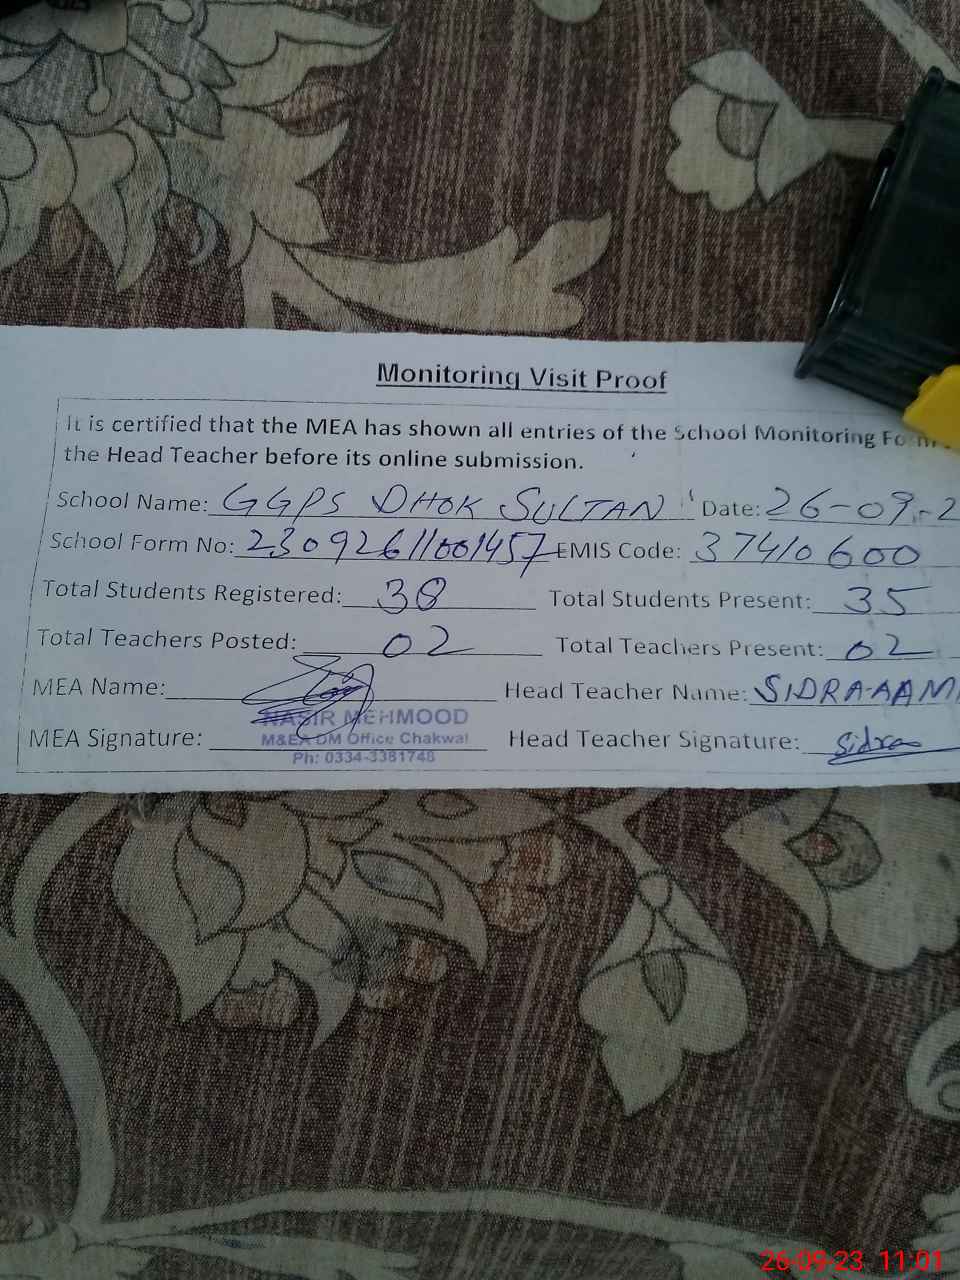 Monitoring Visit Proof
It is certified that the MEA has shown all entries of the School Monitoring Form
the Head Teacher before its online submission.
School Name: GGPS DHOK SULTAN Date: 26-09-2
School Form No: 23092611001457 EMIS Code: 37410600
Total Students Registered: 38 Total Students Present: 35
Total Teachers Posted: 02 Total Teachers Present: 02
MEA Name: Head Teacher Name: SIDRA-AAM
NASIR MEHMOOD
M&EA DM Office Chakwal
Ph: 0334-3381748
MEA Signature: Head Teacher Signature: Sidra
26-09-23 11:01